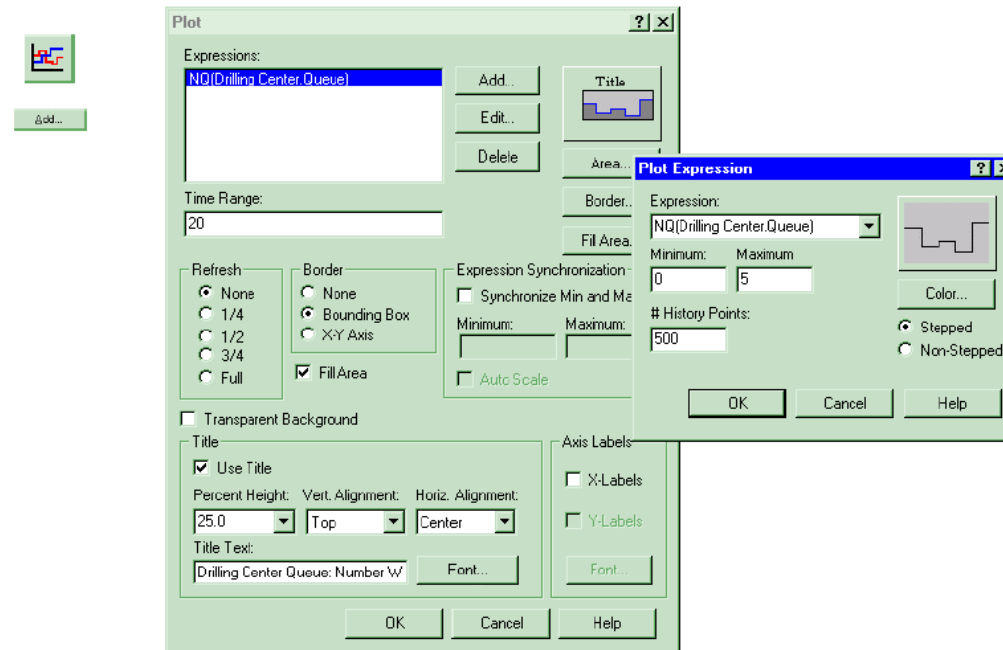 Add...
Plot
Expressions:
NQ(Drilling Center.Queue)
Add...
Edit...
Delete
Title
Area...
Border..
Fill Area.
Time Range:
20
Refresh
None
1/4
1/2
3/4
Full
Border
None
Bounding Box
X-Y Axis
Fill Area
Expression Synchronization
Synchronize Min and Ma
Minimum:
Maximum:
Auto Scale
Transparent Background
Title
Use Title
Percent Height:
Vert. Alignment:
Horiz. Alignment:
25.0
Top
Center
Title Text:
Drilling Center Queue: Number W
Font...
Axis Labels
X-Labels
Y-Labels
Font...
OK
Cancel
Help
Plot Expression
Expression:
NQ(Drilling Center.Queue)
Minimum:
Maximum
0
5
# History Points:
500
Color...
Stepped
Non-Stepped
OK
Cancel
Help